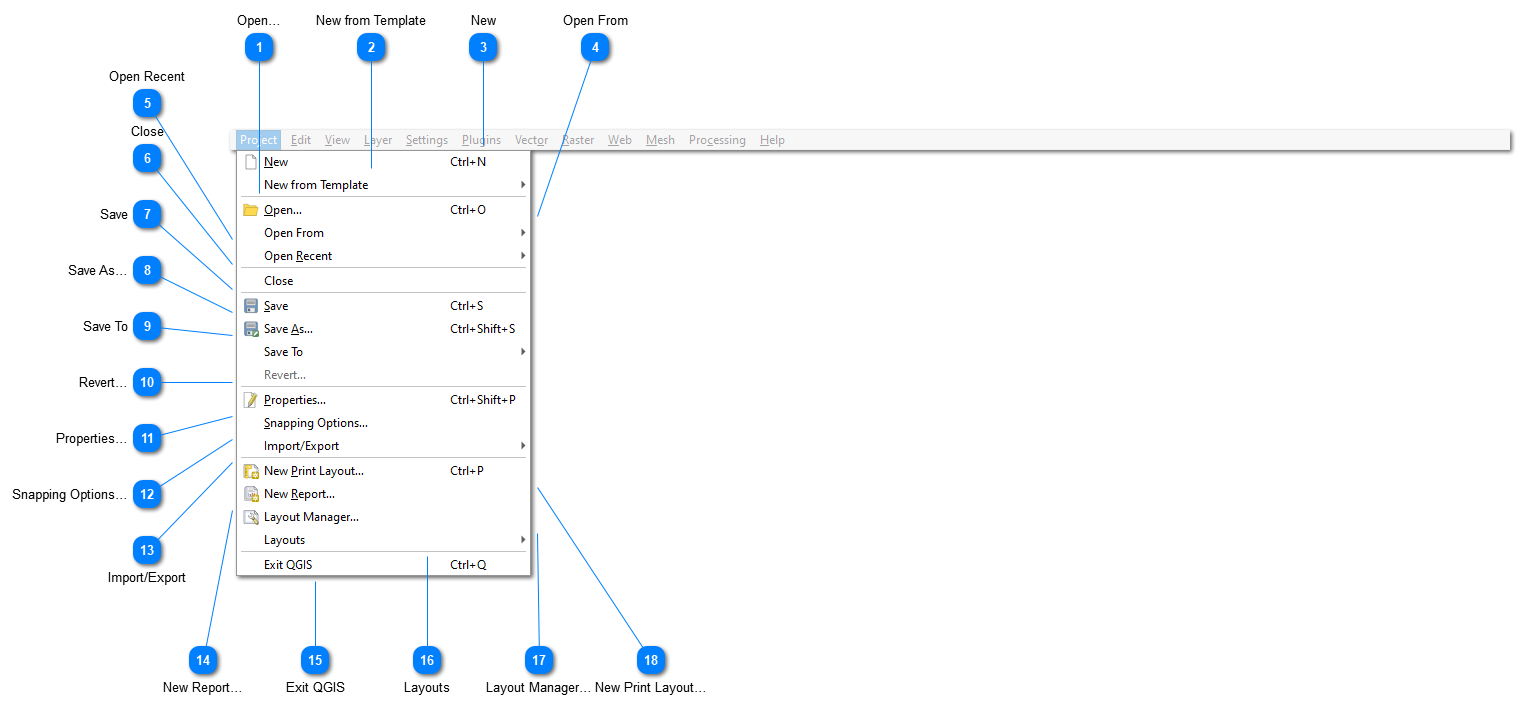 Open... New from Template New Open From
1 2 3 4
Open Recent
5
Close
6
Project Edit View Layer Settings Plugins Vector Raster Web Mesh Processing Help
New Ctrl+N
New from Template
Open... Ctrl+O
Open From
Open Recent
Close
Save Ctrl+S
Save As... Ctrl+Shift+S
Save To
Revert...
Properties... Ctrl+Shift+P
Snapping Options...
Import/Export
New Print Layout... Ctrl+P
New Report...
Layout Manager...
Layouts
Exit QGIS Ctrl+Q
Save 7
Save As... 8
Save To 9
Revert... 10
Properties... 11
Snapping Options... 12
13
Import/Export
14 15 16 17 18
New Report... Exit QGIS Layouts Layout Manager... New Print Layout...